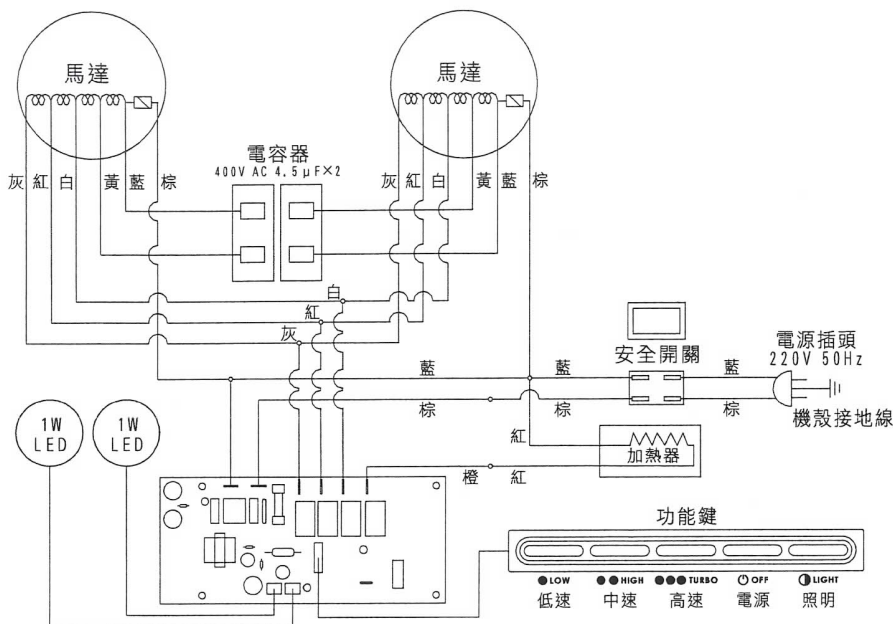 馬達
馬達
電容器
400V AC 4.5μF×2
灰 紅 白 黃 藍 棕
灰 紅 白 黃 藍 棕
白
紅
灰
安全開關
電源插頭
220V 50Hz
藍 藍 藍
棕 棕 棕
機殼接地線
1W
LED
1W
LED
紅
加熱器
橙 紅
功能鍵
LOW HIGH TURBO OFF LIGHT
低速 中速 高速 電源 照明